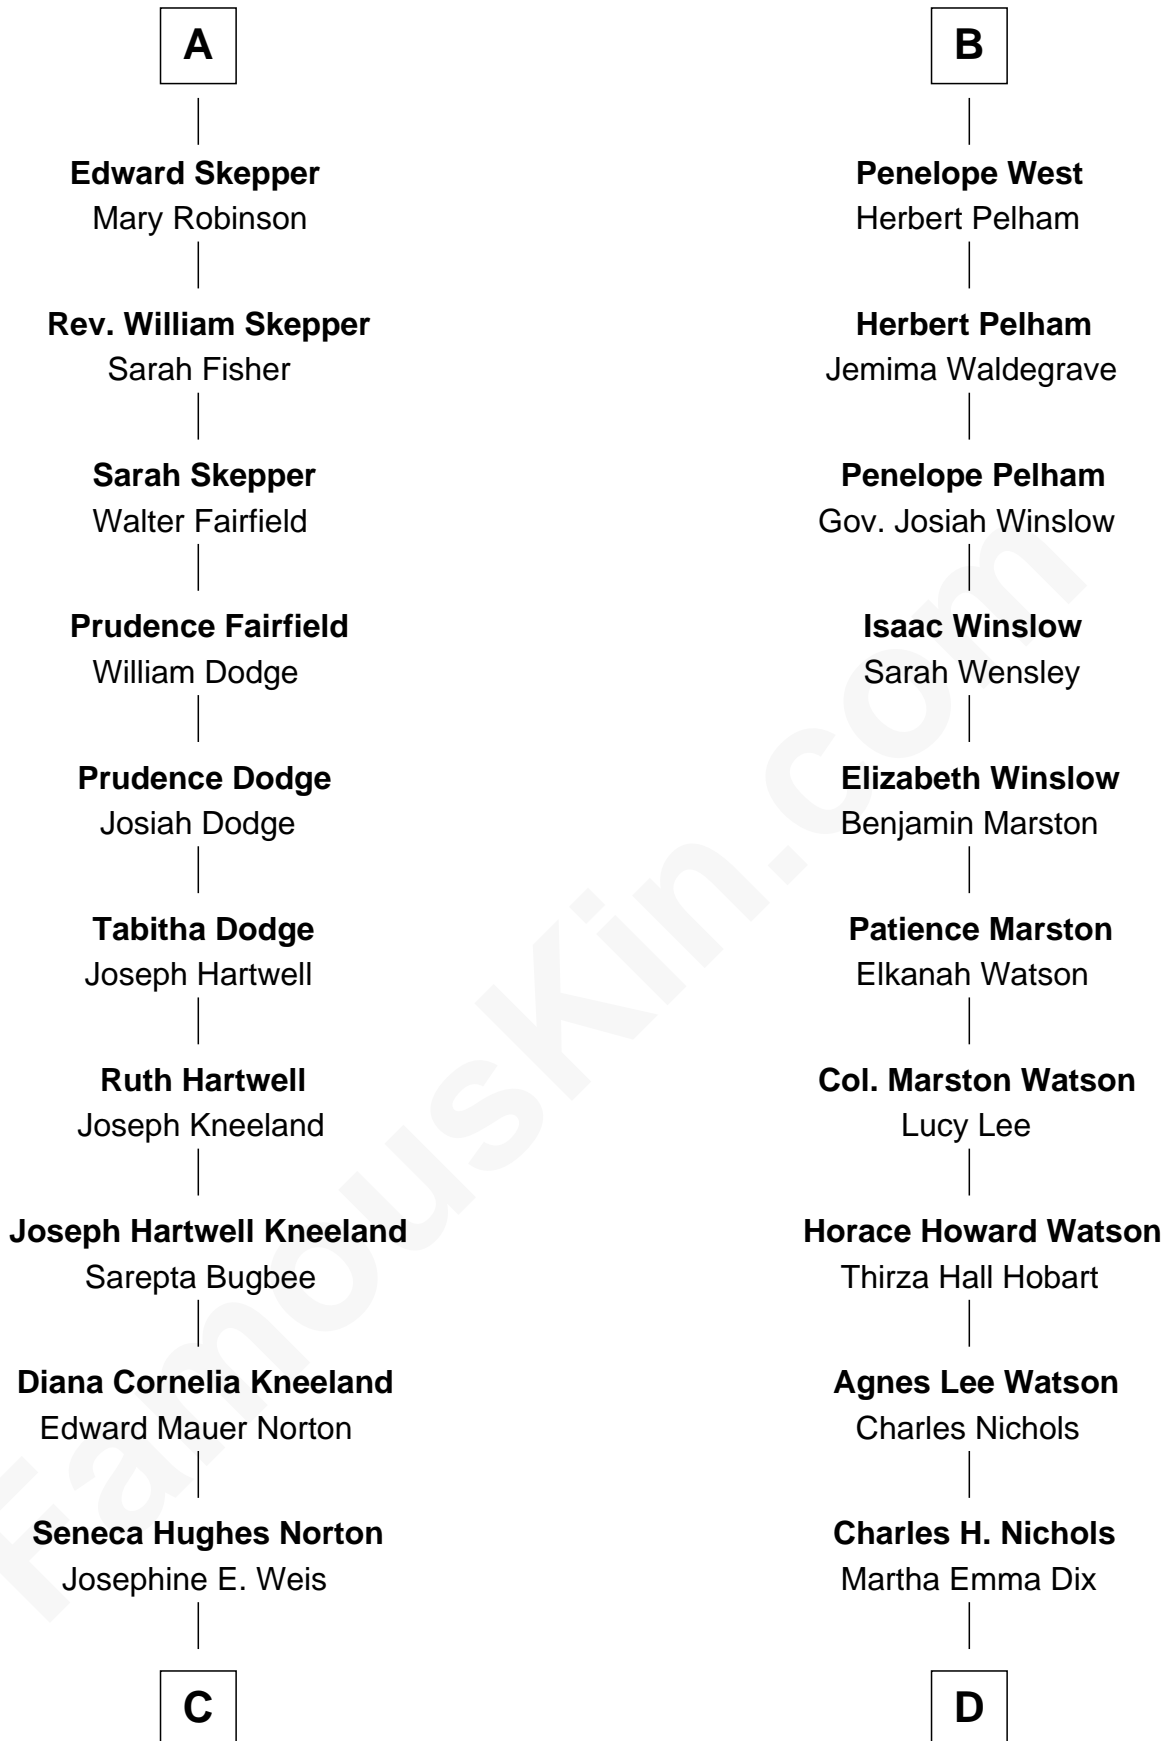 A
Edward Skepper
Mary Robinson
Rev. William Skepper
Sarah Fisher
Sarah Skepper
Walter Fairfield
Prudence Fairfield
William Dodge
Prudence Dodge
Josiah Dodge
Tabitha Dodge
Joseph Hartwell
Ruth Hartwell
Joseph Kneeland
Joseph Hartwell Kneeland
Sarepta Bugbee
Diana Cornelia Kneeland
Edward Mauer Norton
Seneca Hughes Norton
Josephine E. Weis
C
B
Penelope West
Herbert Pelham
Herbert Pelham
Jemima Waldegrave
Penelope Pelham
Gov. Josiah Winslow
Isaac Winslow
Sarah Wensley
Elizabeth Winslow
Benjamin Marston
Patience Marston
Elkanah Watson
Col. Marston Watson
Lucy Lee
Horace Howard Watson
Thirza Hall Hobart
Agnes Lee Watson
Charles Nichols
Charles H. Nichols
Martha Emma Dix
D
FamousKin.com